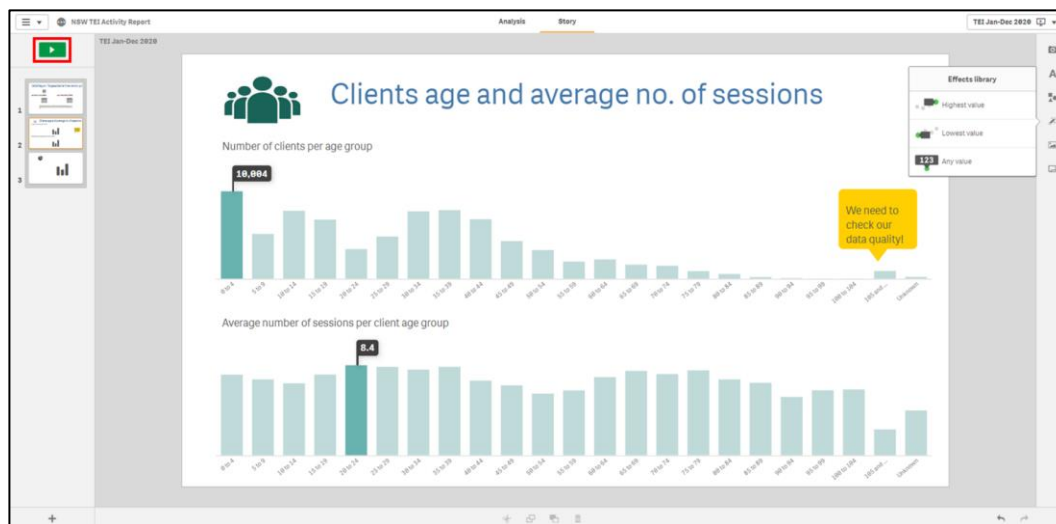 NSW TEI Activity Report
Analysis
Story
TEI Jan-Dec 2020
TEI Jan-Dec 2020
1
2
3
Clients age and average no. of sessions
Number of clients per age group
10,004
We need to
check our
data quality!
0 to 4
5 to 9
10 to 14
15 to 19
20 to 24
25 to 29
30 to 34
35 to 39
40 to 44
45 to 49
50 to 54
55 to 59
60 to 64
65 to 69
70 to 74
75 to 79
80 to 84
85 to 89
90 to 94
95 to 99
100 to 104
105 and...
Unknown
Average number of sessions per client age group
8.4
0 to 4
5 to 9
10 to 14
15 to 19
20 to 24
25 to 29
30 to 34
35 to 39
40 to 44
45 to 49
50 to 54
55 to 59
60 to 64
65 to 69
70 to 74
75 to 79
80 to 84
85 to 89
90 to 94
95 to 99
100 to 104
105 and...
Unknown
Effects library
Highest value
Lowest value
123 Any value
A